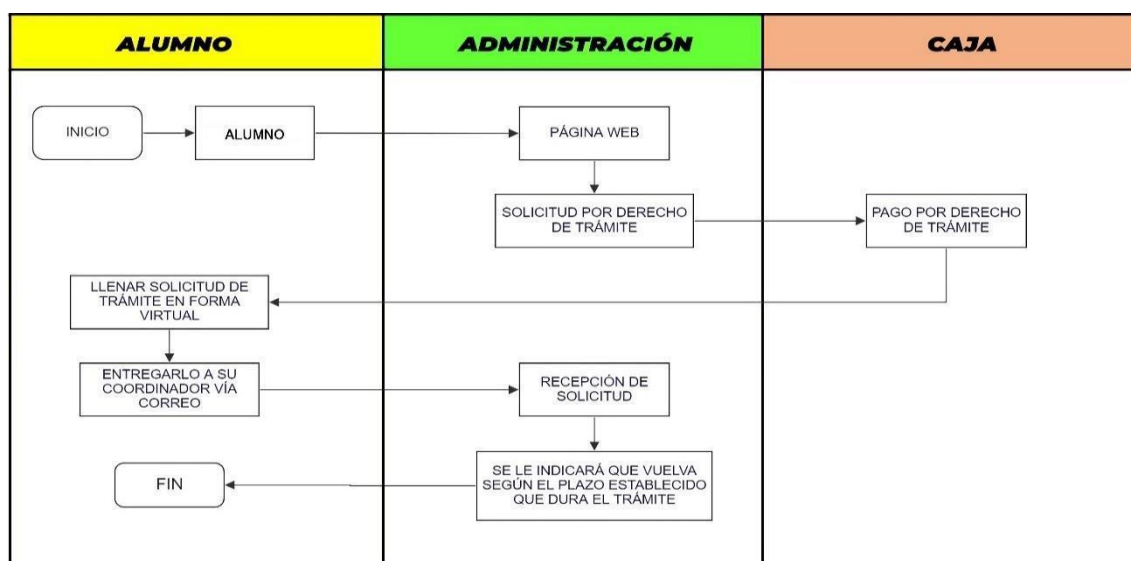 ALUMNO
ADMINISTRACIÓN
CAJA
INICIO
ALUMNO
PÁGINA WEB
SOLICITUD POR DERECHO
DE TRÁMITE
PAGO POR DERECHO
DE TRÁMITE
LLENAR SOLICITUD DE
TRÁMITE EN FORMA
VIRTUAL
ENTREGARLO A SU
COORDINADOR VÍA
CORREO
RECEPCIÓN DE
SOLICITUD
SE LE INDICARÁ QUE VUELVA
SEGÚN EL PLAZO ESTABLECIDO
QUE DURA EL TRÁMITE
FIN